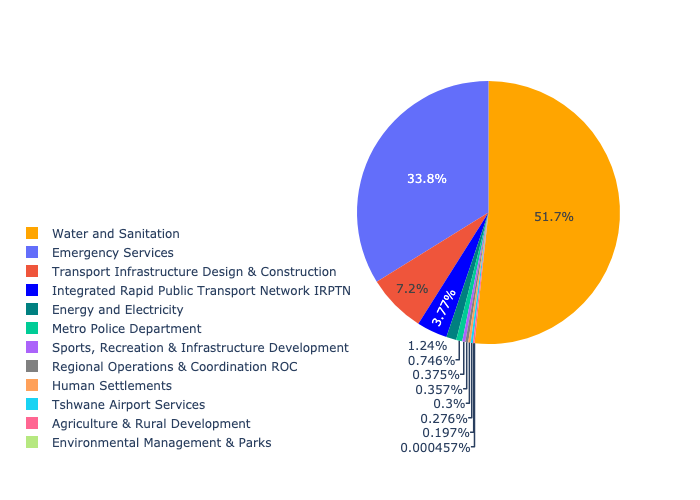 33.8%
51.7%
7.2%
3.77%
1.24%
0.746%
0.375%
0.357%
0.3%
0.276%
0.197%
0.000457%
Water and Sanitation
Emergency Services
Transport Infrastructure Design & Construction
Integrated Rapid Public Transport Network IRPTN
Energy and Electricity
Metro Police Department
Sports, Recreation & Infrastructure Development
Regional Operations & Coordination ROC
Human Settlements
Tshwane Airport Services
Agriculture & Rural Development
Environmental Management & Parks